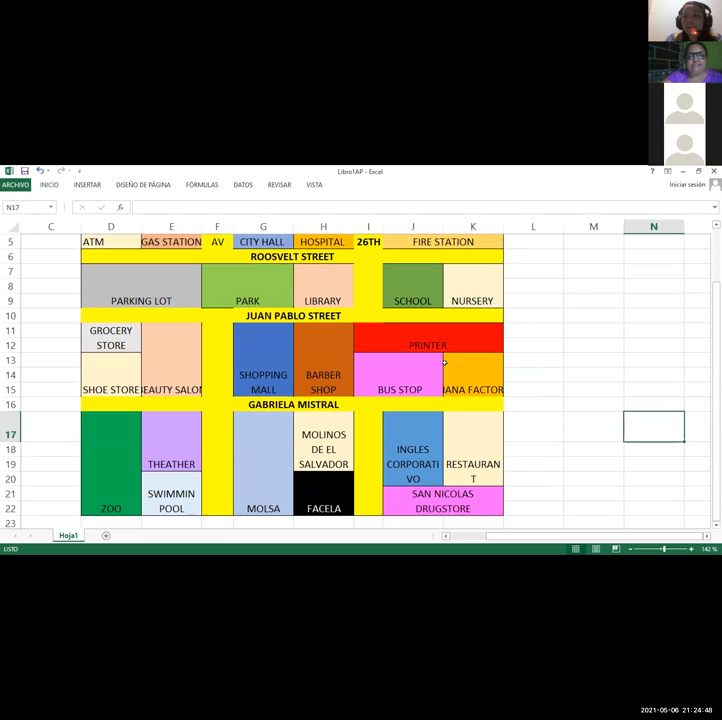 Libro1AP - Excel
ARCHIVO INICIO INSERTAR DISEÑO DE PÁGINA FÓRMULAS DATOS REVISAR VISTA Iniciar sesión
N17
C D E F G H I J K L M N
5 ATM GAS STATION AV CITY HALL HOSPITAL 26TH FIRE STATION
6 ROOSVELT STREET
7
8
9 PARKING LOT PARK LIBRARY SCHOOL NURSERY
10 JUAN PABLO STREET
11 GROCERY
12 STORE PRINTER
13
14 SHOPPING BARBER
15 SHOE STORE BEAUTY SALON MALL SHOP BUS STOP ANA FACTOR
16 GABRIELA MISTRAL
17 MOLINOS
18 DE EL INGLES
19 THEATHER SALVADOR CORPORATI RESTAURAN
20 VO T
21 SWIMMIN SAN NICOLAS
22 ZOO POOL MOLSA FACELA DRUGSTORE
23
Hoja1
LISTO 142 %
2021-05-06 21:24:48